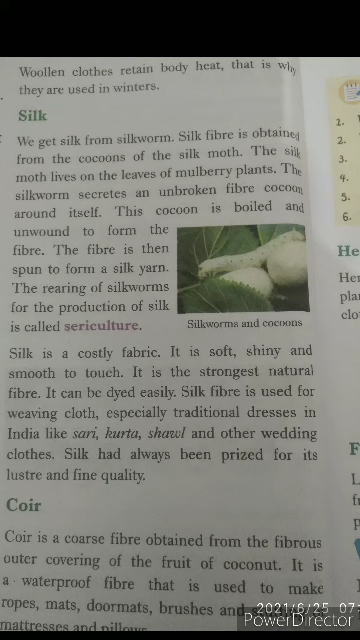 Woollen clothes retain body heat, that is why
they are used in winters.
Silk
We get silk from silkworm. Silk fibre is obtained
from the cocoons of the silk moth. The silk
moth lives on the leaves of mulberry plants. The
silkworm secretes an unbroken fibre cocoon
around itself. This cocoon is boiled and
unwound to form the
fibre. The fibre is then
spun to form a silk yarn.
The rearing of silkworms
for the production of silk
is called sericulture.
Silkworms and cocoons
Silk is a costly fabric. It is soft, shiny and
smooth to touch. It is the strongest natural
fibre. It can be dyed easily. Silk fibre is used for
weaving cloth, especially traditional dresses in
India like sari, kurta, shawl and other wedding
clothes. Silk had always been prized for its
lustre and fine quality.
Coir
Coir is a coarse fibre obtained from the fibrous
outer covering of the fruit of coconut. It is
a waterproof fibre that is used to make
ropes, mats, doormats, brushes and
mattresses and pillows
1.
2.
3.
4.
5.
6.
He
Her
pla
clo
F
L
f
p
2021/6/25 07:
PowerDirector